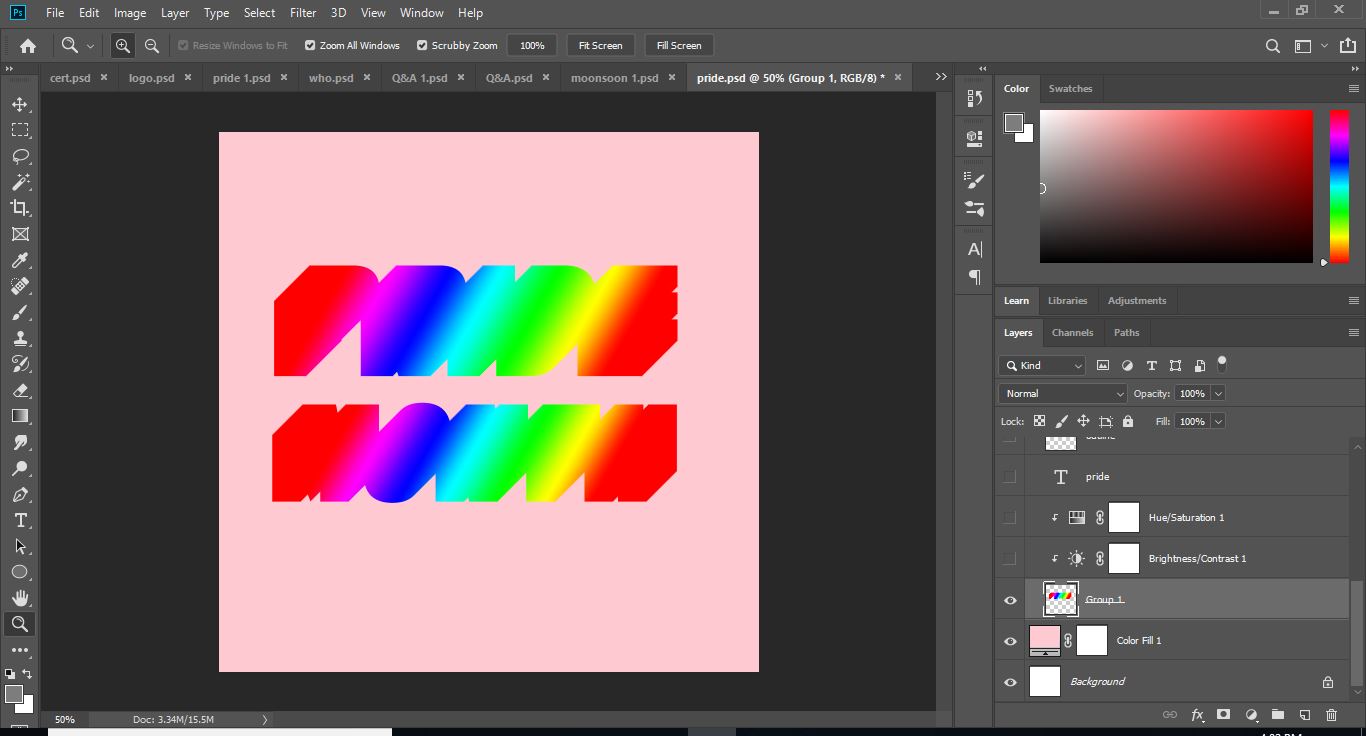 Ps File Edit Image Layer Type Select Filter 3D View Window Help
Resize Windows to Fit Zoom All Windows Scrubby Zoom 100% Fit Screen Fill Screen
cert.psd logo.psd pride 1.psd who.psd Q&A 1.psd Q&A.psd moonsoon 1.psd pride.psd @ 50% (Group 1, RGB/8) *
Color Swatches
Learn Libraries Adjustments
Layers Channels Paths
Kind
Normal Opacity: 100%
Lock: Fill: 100%
pride
Hue/Saturation 1
Brightness/Contrast 1
Group 1
Color Fill 1
Background
50% Doc: 3.34M/15.5M